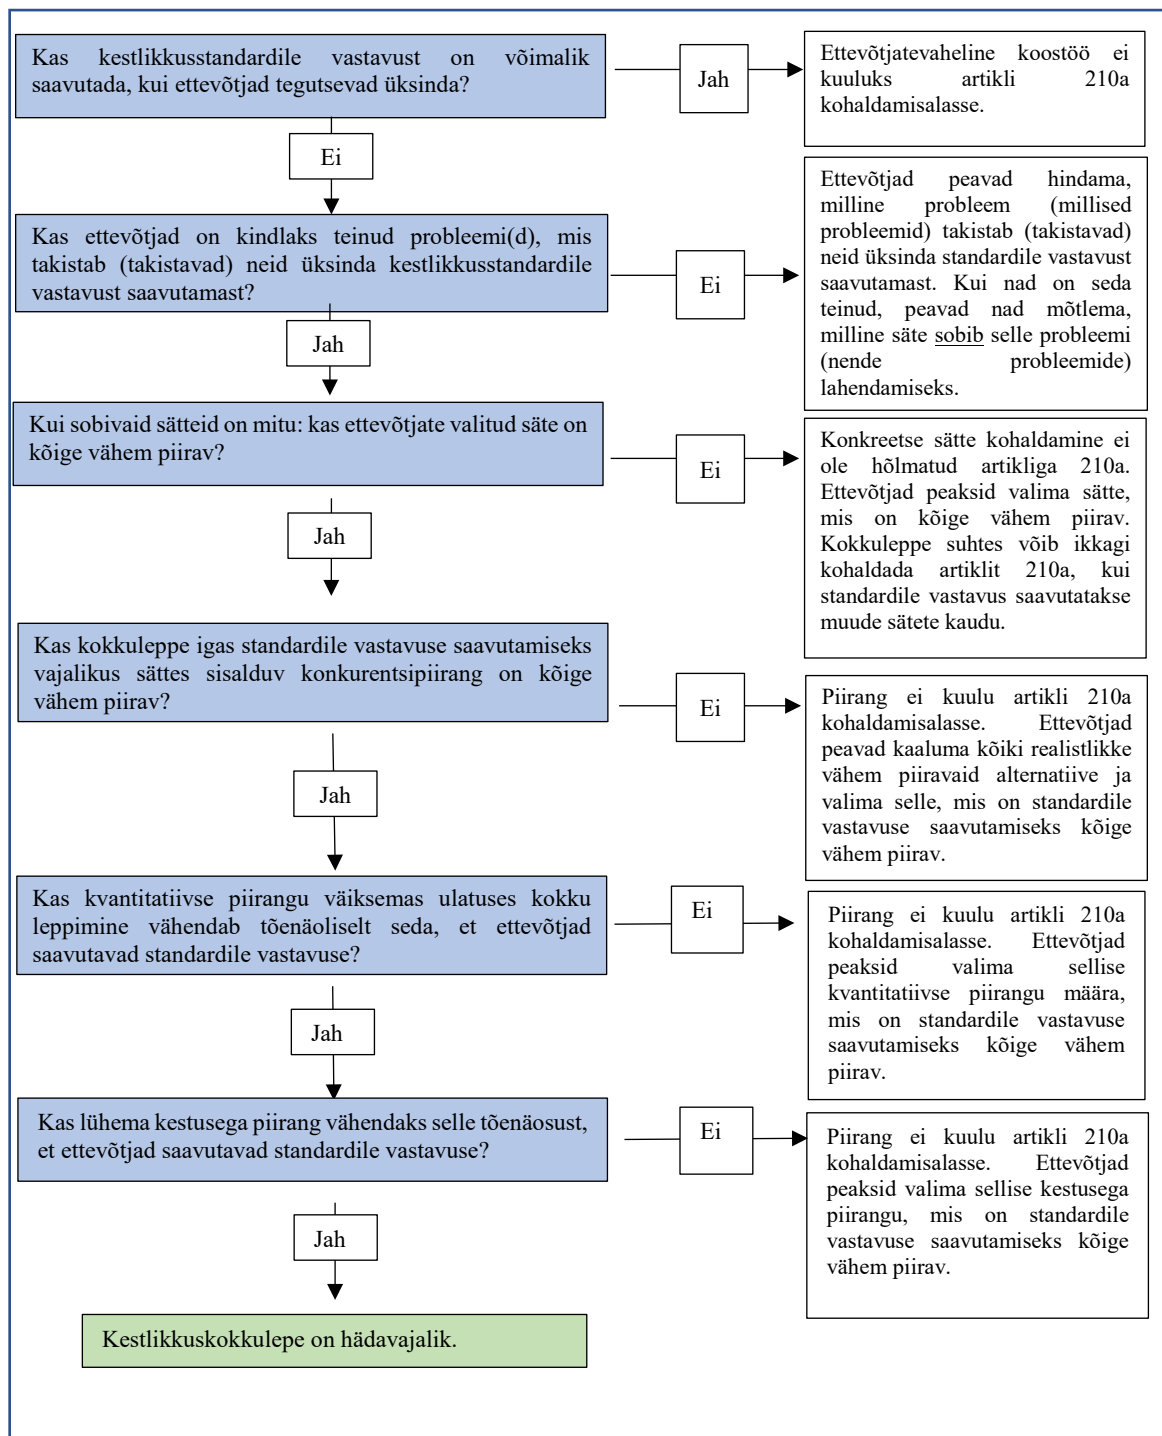 Kas kestlikkusstandardile vastavust on võimalik
saavutada, kui ettevõtjad tegutsevad üksinda?
Jah
Ettevõtjatevaheline koostöö ei
kuuluks artikli 210a
kohaldamisalasse.
Ei
Kas ettevõtjad on kindlaks teinud probleemi(d), mis
takistab (takistavad) neid üksinda kestlikkusstandardile
vastavust saavutamast?
Ei
Ettevõtjad peavad hindama,
milline probleem (millised
probleemid) takistab (takistavad)
neid üksinda standardile vastavust
saavutamast. Kui nad on seda
teinud, peavad nad mõtlema,
milline säte sobib selle probleemi
(nende probleemide)
lahendamiseks.
Jah
Kui sobivaid sätteid on mitu: kas ettevõtjate valitud säte on
kõige vähem piirav?
Ei
Konkreetse sätte kohaldamine ei
ole hõlmatud artikliga 210a.
Ettevõtjad peaksid valima sätte,
mis on kõige vähem piirav.
Kokkuleppe suhtes võib ikkagi
kohaldada artiklit 210a, kui
standardile vastavus saavutatakse
muude sätete kaudu.
Jah
Kas kokkuleppe igas standardile vastavuse saavutamiseks
vajalikus sättes sisalduv konkurentsipiirang on kõige
vähem piirav?
Ei
Piirang ei kuulu artikli 210a
kohaldamisalasse. Ettevõtjad
peavad kaaluma kõiki realistlikke
vähem piiravaid alternatiive ja
valima selle, mis on standardile
vastavuse saavutamiseks kõige
vähem piirav.
Jah
Kas kvantitatiivse piirangu väiksemas ulatuses kokku
leppimine vähendab tõenäoliselt seda, et ettevõtjad
saavutavad standardile vastavuse?
Ei
Piirang ei kuulu artikli 210a
kohaldamisalasse. Ettevõtjad
peaksid valima sellise
kvantitatiivse piirangu määra,
mis on standardile vastavuse
saavutamiseks kõige vähem
piirav.
Jah
Kas lühema kestusega piirang vähendaks selle tõenäosust,
et ettevõtjad saavutavad standardile vastavuse?
Ei
Piirang ei kuulu artikli 210a
kohaldamisalasse. Ettevõtjad
peaksid valima sellise kestusega
piirangu, mis on standardile
vastavuse saavutamiseks kõige
vähem piirav.
Jah
Kestlikkuskokkulepe on hädavajalik.